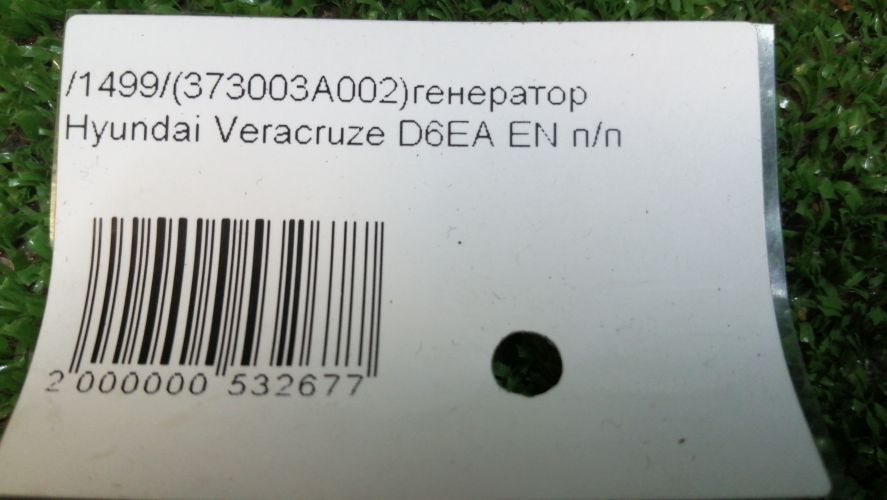 /1499/(373003A002)генератор
Hyundai Veracruze D6EA EN п/п
2 000000 532677